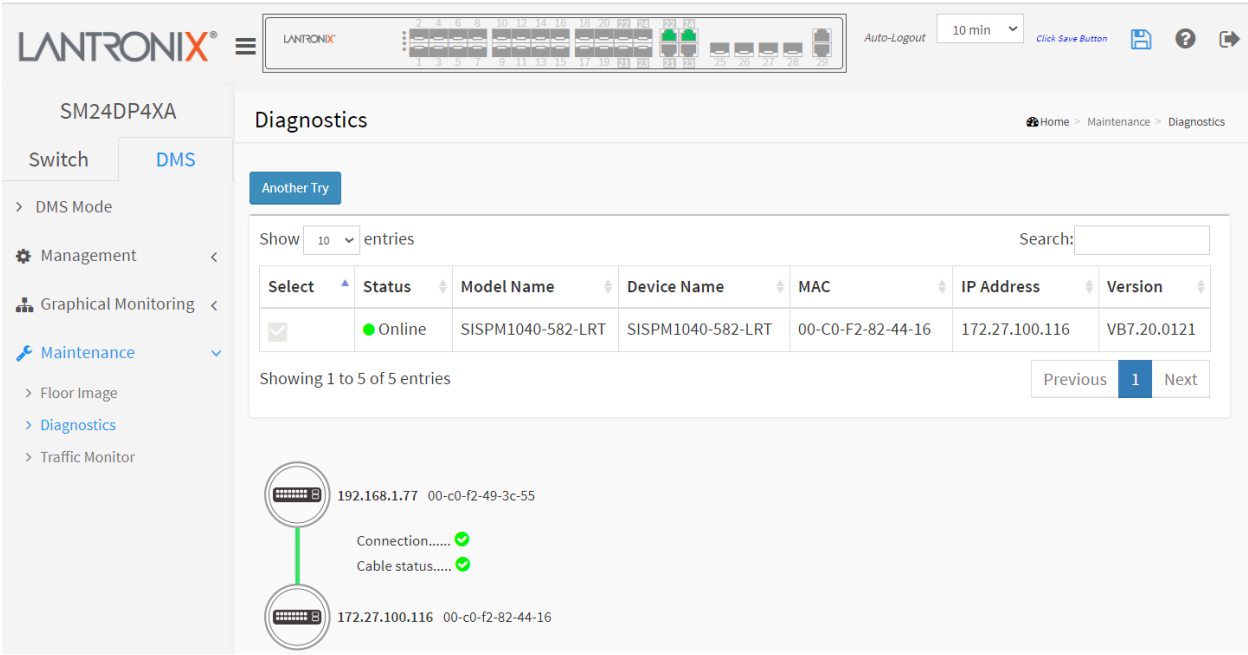 LANTRONIX®
LANTRONIX®
2 4 6 8 10 12 14 16 18 20 22 24 22 24
1 3 5 7 9 11 13 15 17 19 21 23 21 23 25 26 27 28 29
Auto-Logout 10 min Click Save Button
SM24DP4XA
Switch DMS
> DMS Mode
Management
Graphical Monitoring
Maintenance
> Floor Image
> Diagnostics
> Traffic Monitor
Diagnostics
Home > Maintenance > Diagnostics
Another Try
Show 10 entries Search:
Select Status Model Name Device Name MAC IP Address Version
Online SISPM1040-582-LRT SISPM1040-582-LRT 00-C0-F2-82-44-16 172.27.100.116 VB7.20.0121
Showing 1 to 5 of 5 entries
Previous 1 Next
192.168.1.77 00-c0-f2-49-3c-55
Connection......
Cable status.....
172.27.100.116 00-c0-f2-82-44-16